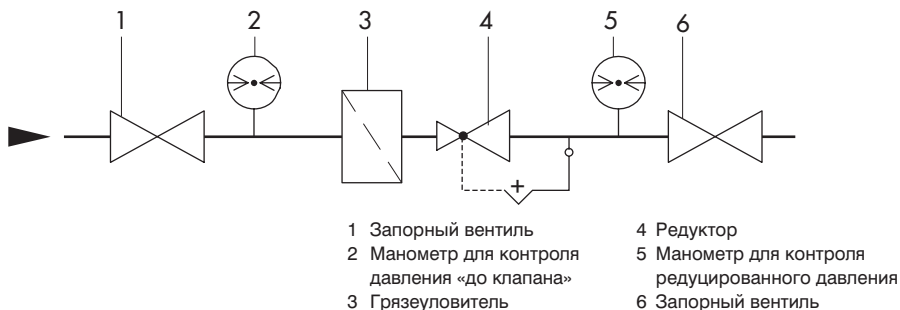 1 2 3 4 5 6
+
1 Запорный вентиль
2 Манометр для контроля
давления «до клапана»
3 Грязеуловитель
4 Редуктор
5 Манометр для контроля
редуцированного давления
6 Запорный вентиль